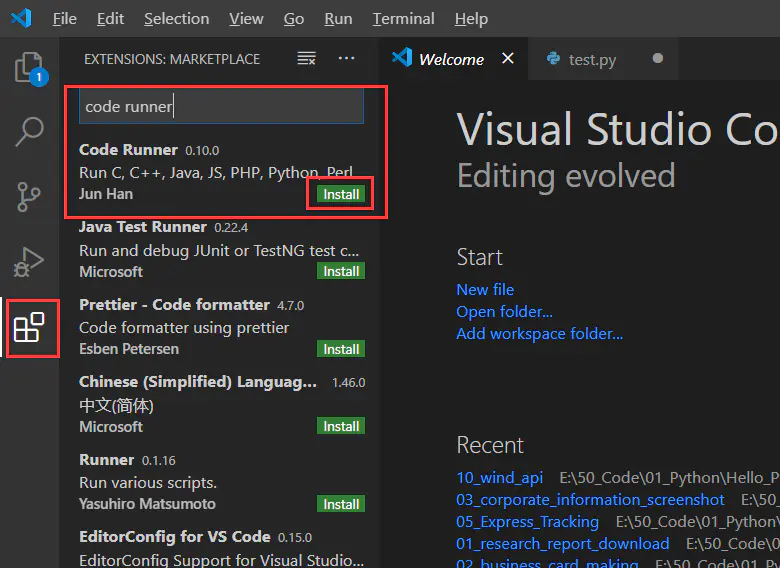 File Edit Selection View Go Run Terminal Help
EXTENSIONS: MARKETPLACE
Welcome
test.py
1
code runner
Code Runner 0.10.0
Run C, C++, Java, JS, PHP, Python, Perl
Jun Han
Install
Java Test Runner 0.22.4
Run and debug JUnit or TestNG test c...
Microsoft
Install
Prettier - Code formatter 4.7.0
Code formatter using prettier
Esben Petersen
Install
Chinese (Simplified) Languag... 1.46.0
中文(简体)
Microsoft
Install
Runner 0.1.16
Run various scripts.
Yasuhiro Matsumoto
Install
EditorConfig for VS Code 0.15.0
EditorConfig Support for Visual Studio...
Visual Studio Co
Editing evolved
Start
New file
Open folder...
Add workspace folder...
Recent
10_wind_api E:\50_Code\01_Python\Hello_P
03_corporate_information_screenshot E:\50
05_Express_Tracking E:\50_Code\01_Python\
01_research_report_download E:\50_Code\0
02_business_card_making E:\50_Code\01